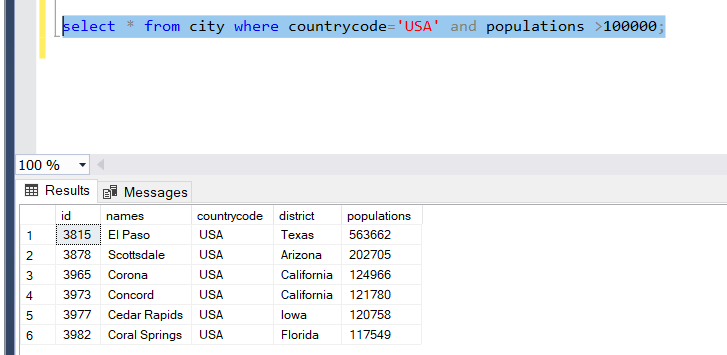 select * from city where countrycode='USA' and populations >100000;
100 %
Results Messages
id names countrycode district populations
1 3815 El Paso USA Texas 563662
2 3878 Scottsdale USA Arizona 202705
3 3965 Corona USA California 124966
4 3973 Concord USA California 121780
5 3977 Cedar Rapids USA Iowa 120758
6 3982 Coral Springs USA Florida 117549